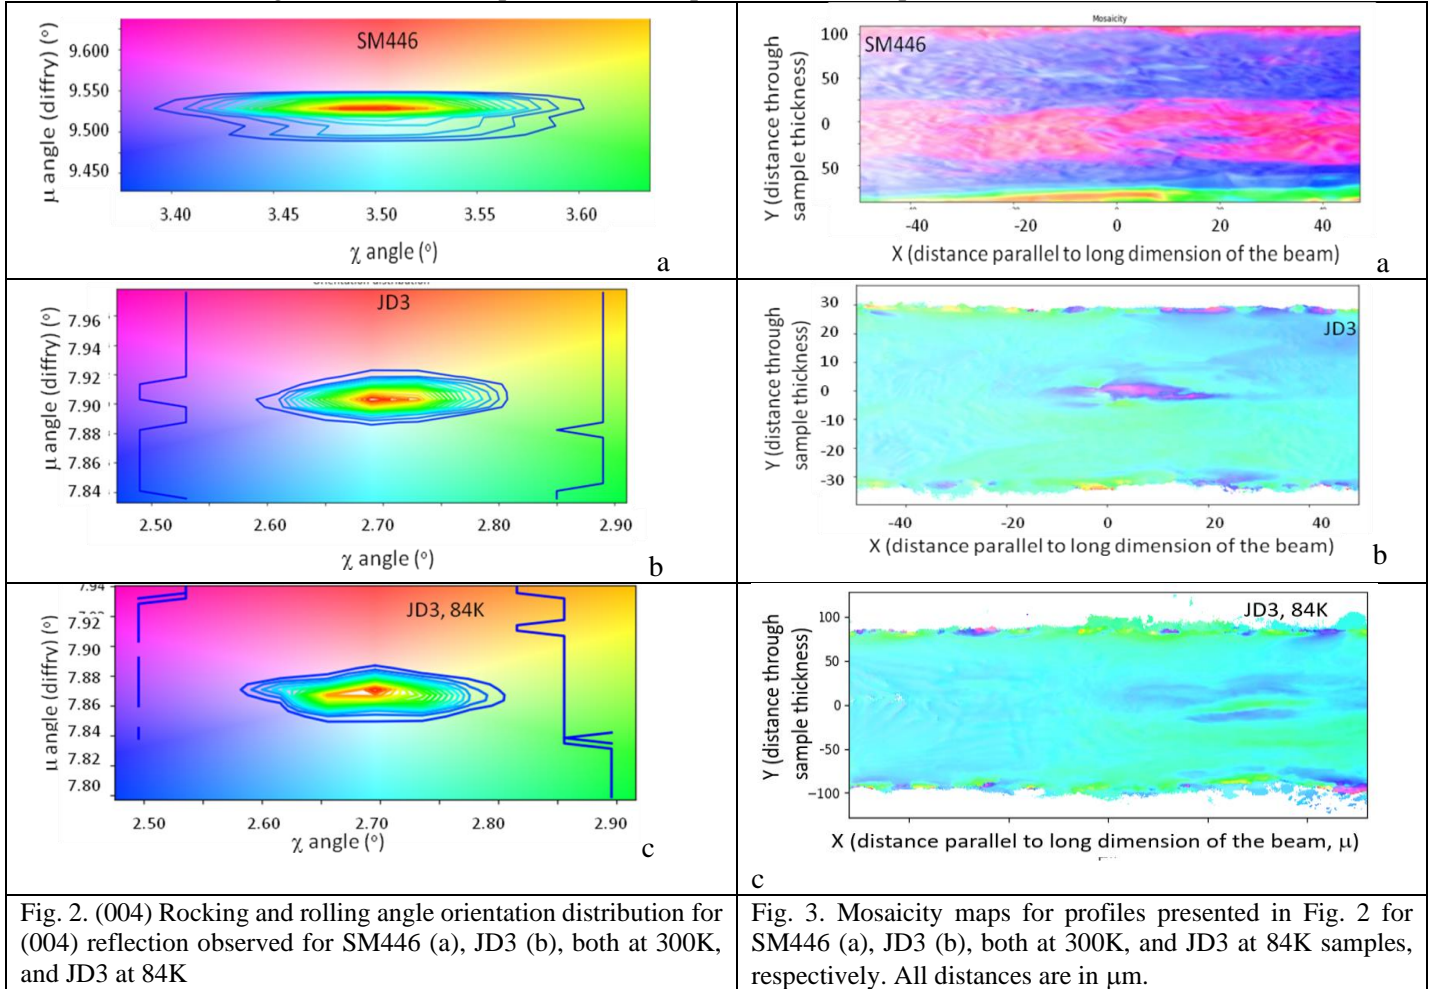 μ angle (diffry) (°)
9.600
9.550
9.500
9.450
SM446
3.40 3.45 3.50 3.55 3.60
χ angle (°)
a
Mosaicity
Y (distance through
sample thickness)
100
50
0
50
SM446
-40 -20 0 20 40
X (distance parallel to long dimension of the beam)
a
Orientation distribution
μ angle (diffry) (°)
7.96
7.94
7.92
7.90
7.88
7.86
7.84
JD3
2.50 2.60 2.70 2.80 2.90
χ angle (°)
b
Y (distance through
sample thickness)
30
20
10
0
-10
-20
-30
JD3
-40 -20 0 20 40
X (distance parallel to long dimension of the beam)
b
μ angle (diffry) (°)
7.94
7.92
7.90
7.88
7.86
7.84
7.82
7.80
JD3, 84K
2.50 2.60 2.70 2.80 2.90
χ angle (°)
c
Y (distance through
sample thickness)
100
50
0
−50
−100
JD3, 84K
X (distance parallel to long dimension of the beam, μ)
c
Fig. 2. (004) Rocking and rolling angle orientation distribution for
(004) reflection observed for SM446 (a), JD3 (b), both at 300K,
and JD3 at 84K
Fig. 3. Mosaicity maps for profiles presented in Fig. 2 for
SM446 (a), JD3 (b), both at 300K, and JD3 at 84K samples,
respectively. All distances are in μm.